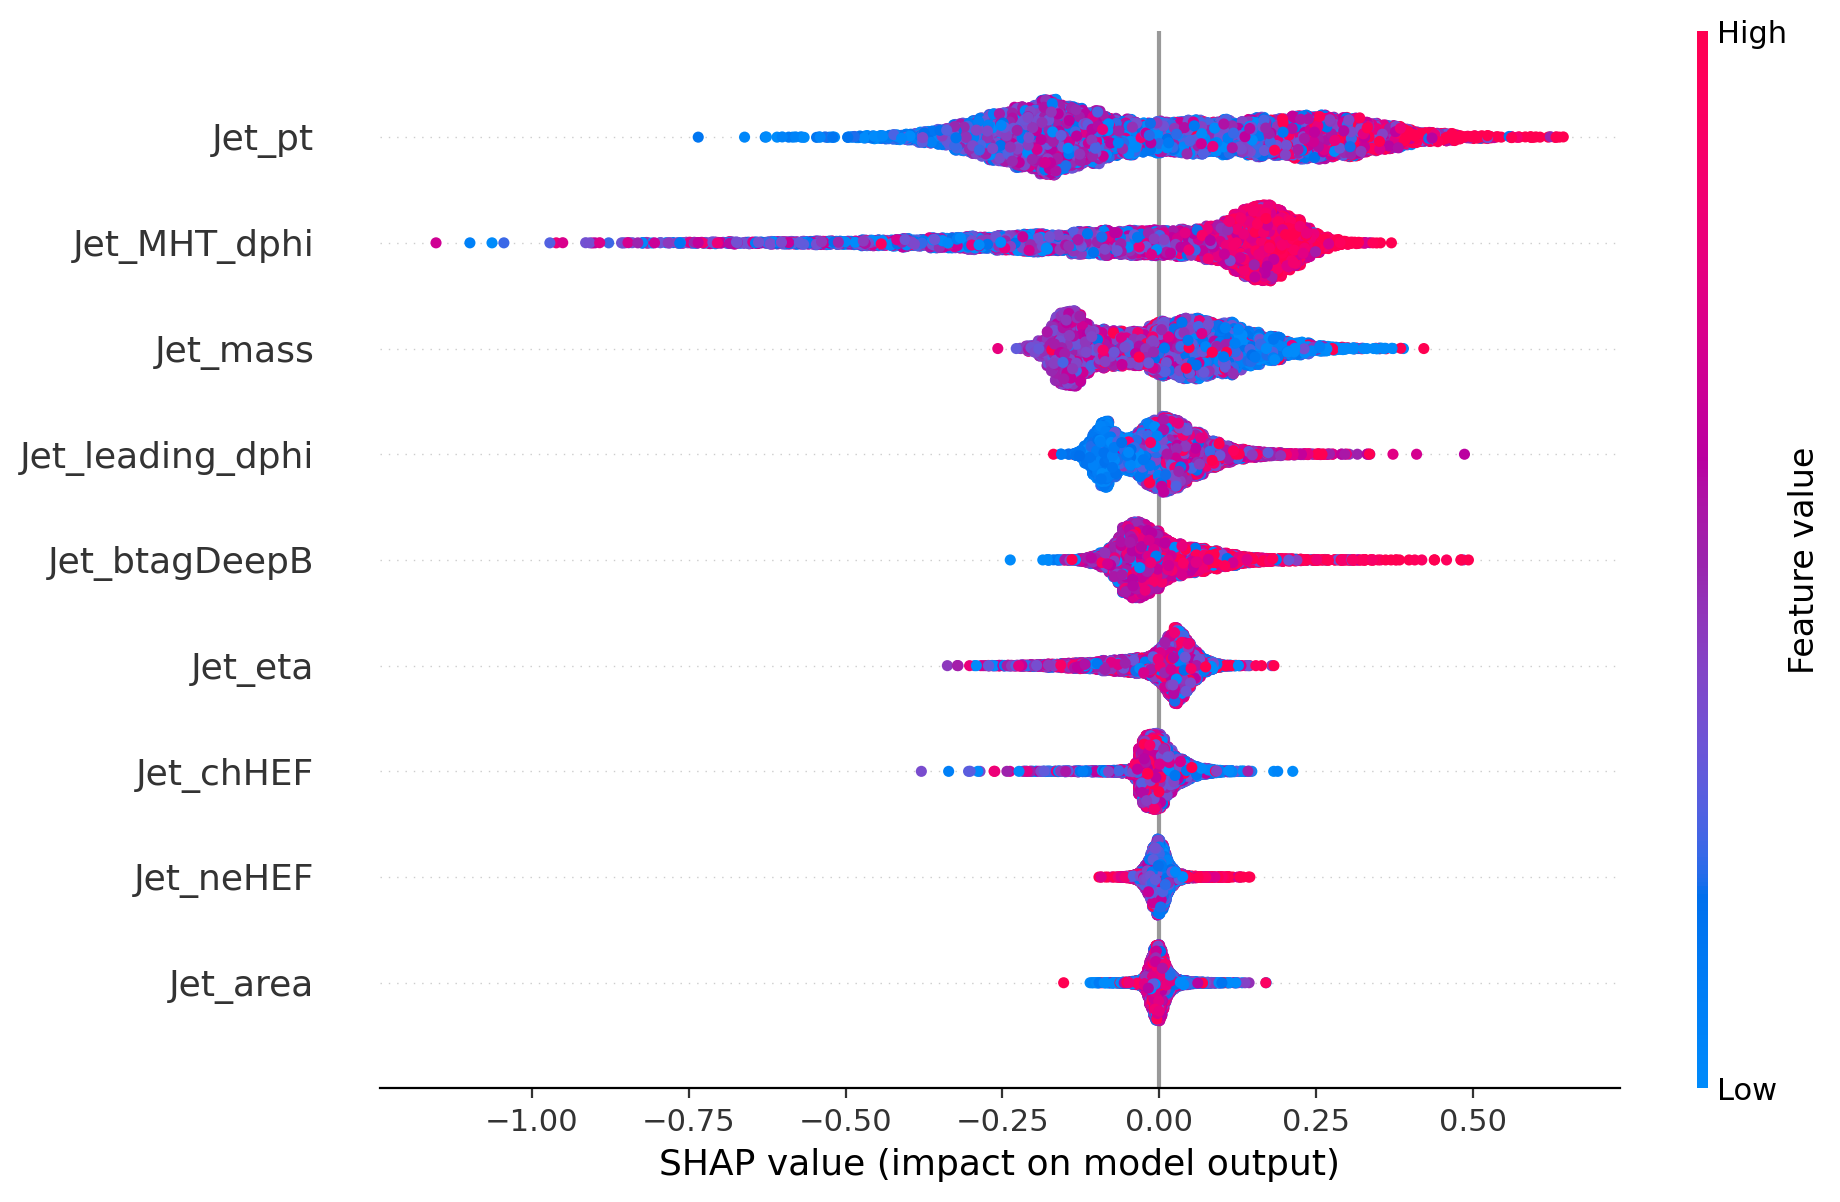 High
Jet_pt
Jet_MHT_dphi
Jet_mass
Jet_leading_dphi
Jet_btagDeepB
Jet_eta
Jet_chHEF
Jet_neHEF
Jet_area
Feature value
Low
−1.00 −0.75 −0.50 −0.25 0.00 0.25 0.50
SHAP value (impact on model output)